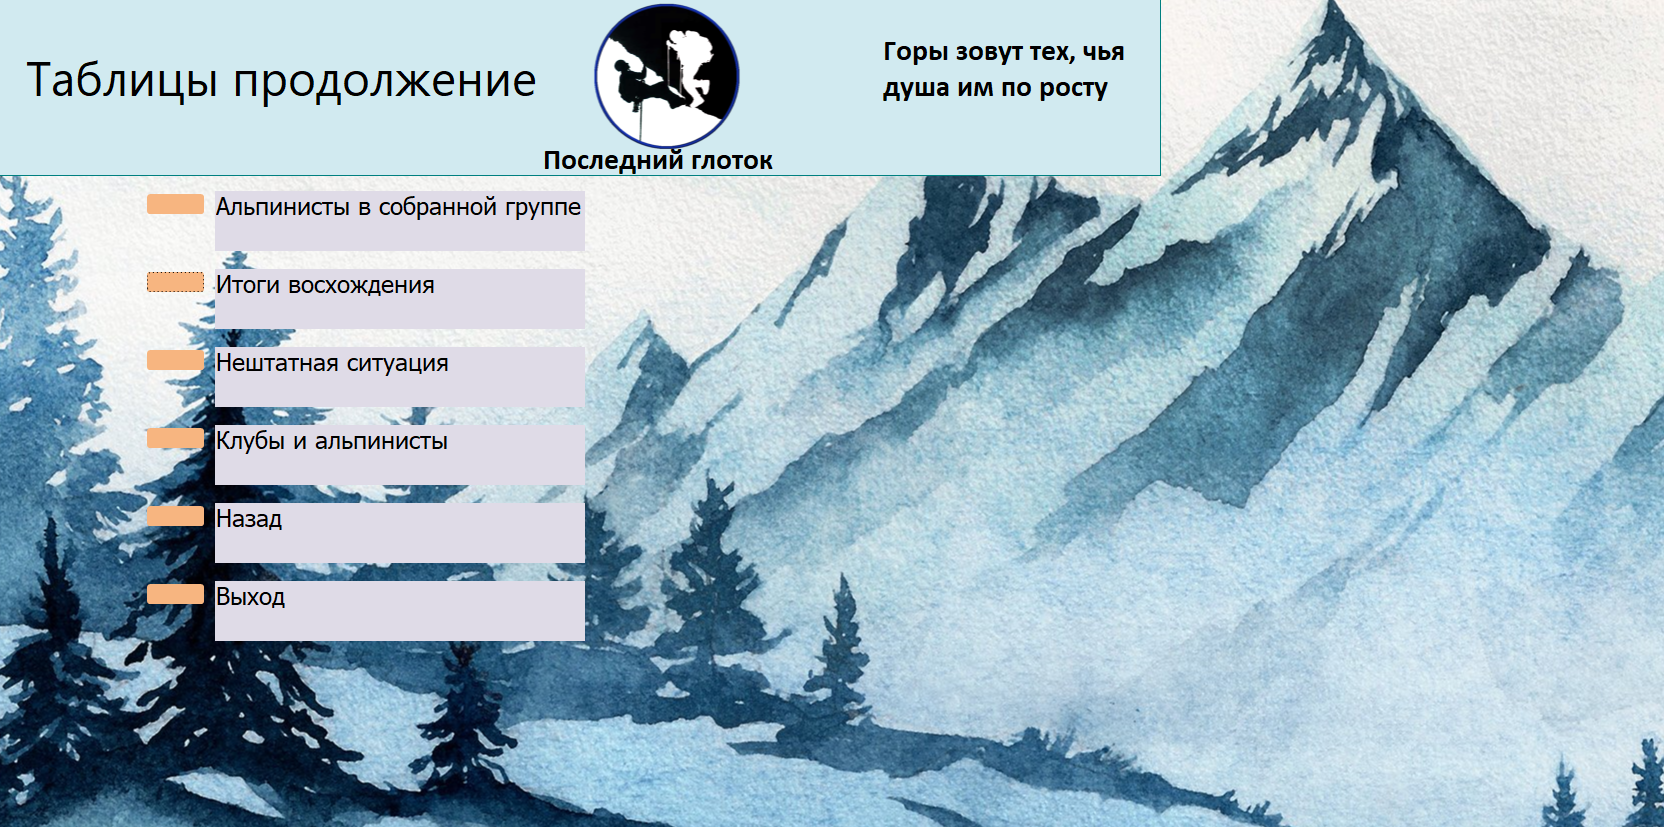 Таблицы продолжение
Последний глоток
Горы зовут тех, чья
душа им по росту
Альпинисты в собранной группе
Итоги восхождения
Нештатная ситуация
Клубы и альпинисты
Назад
Выход